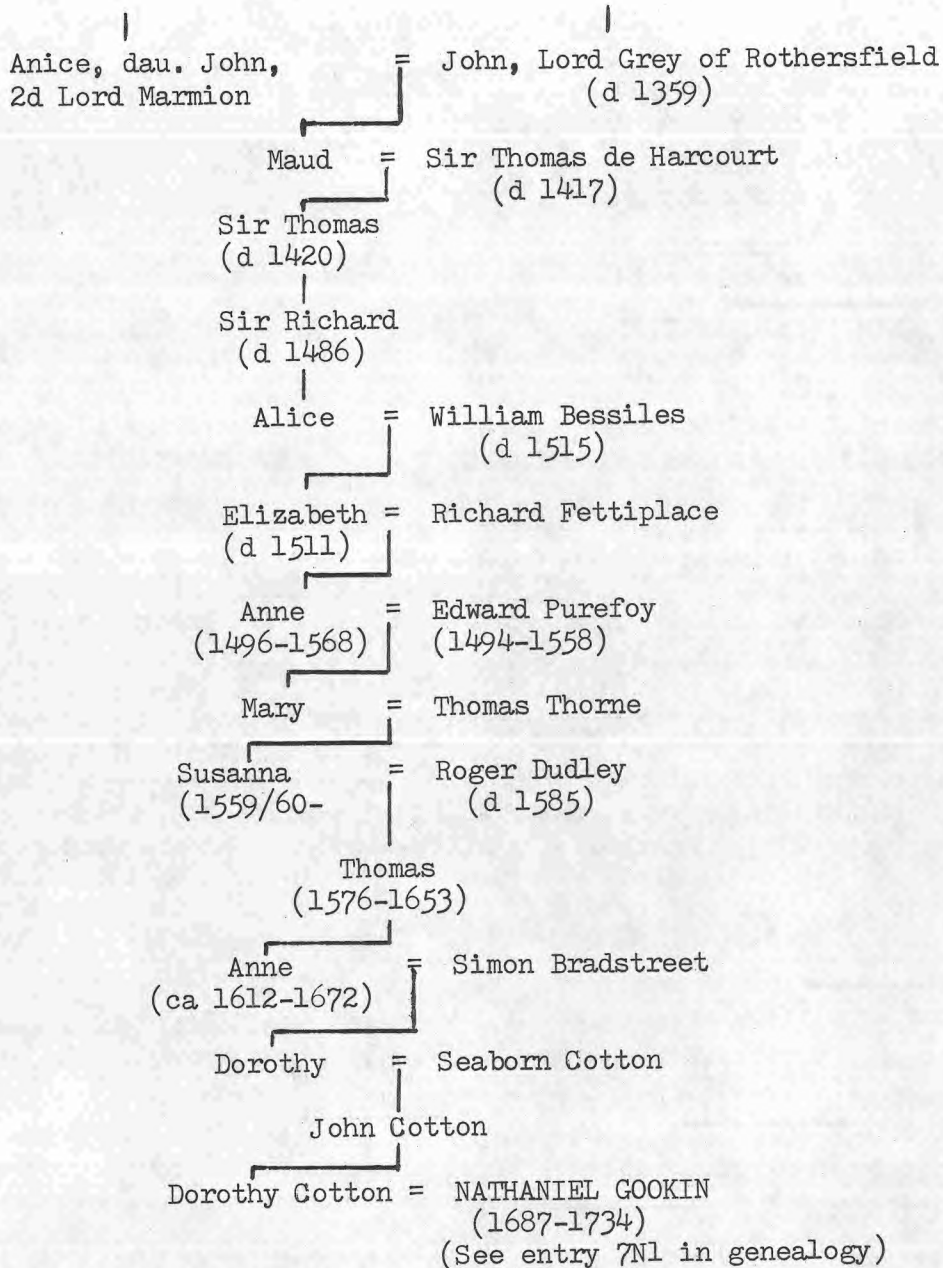 Anice, dau. John, = John, Lord Grey of Rothersfield
2d Lord Marmion (d 1359)
Maud = Sir Thomas de Harcourt
(d 1417)
Sir Thomas
(d 1420)
Sir Richard
(d 1486)
Alice = William Bessiles
(d 1515)
Elizabeth = Richard Fettiplace
(d 1511)
Anne = Edward Purefoy
(1496-1568) (1494-1558)
Mary = Thomas Thorne
Susanna = Roger Dudley
(1559/60- (d 1585)
Thomas
(1576-1653)
Anne = Simon Bradstreet
(ca 1612-1672)
Dorothy = Seaborn Cotton
John Cotton
Dorothy Cotton = NATHANIEL GOOKIN
(1687-1734)
(See entry 7N1 in genealogy)